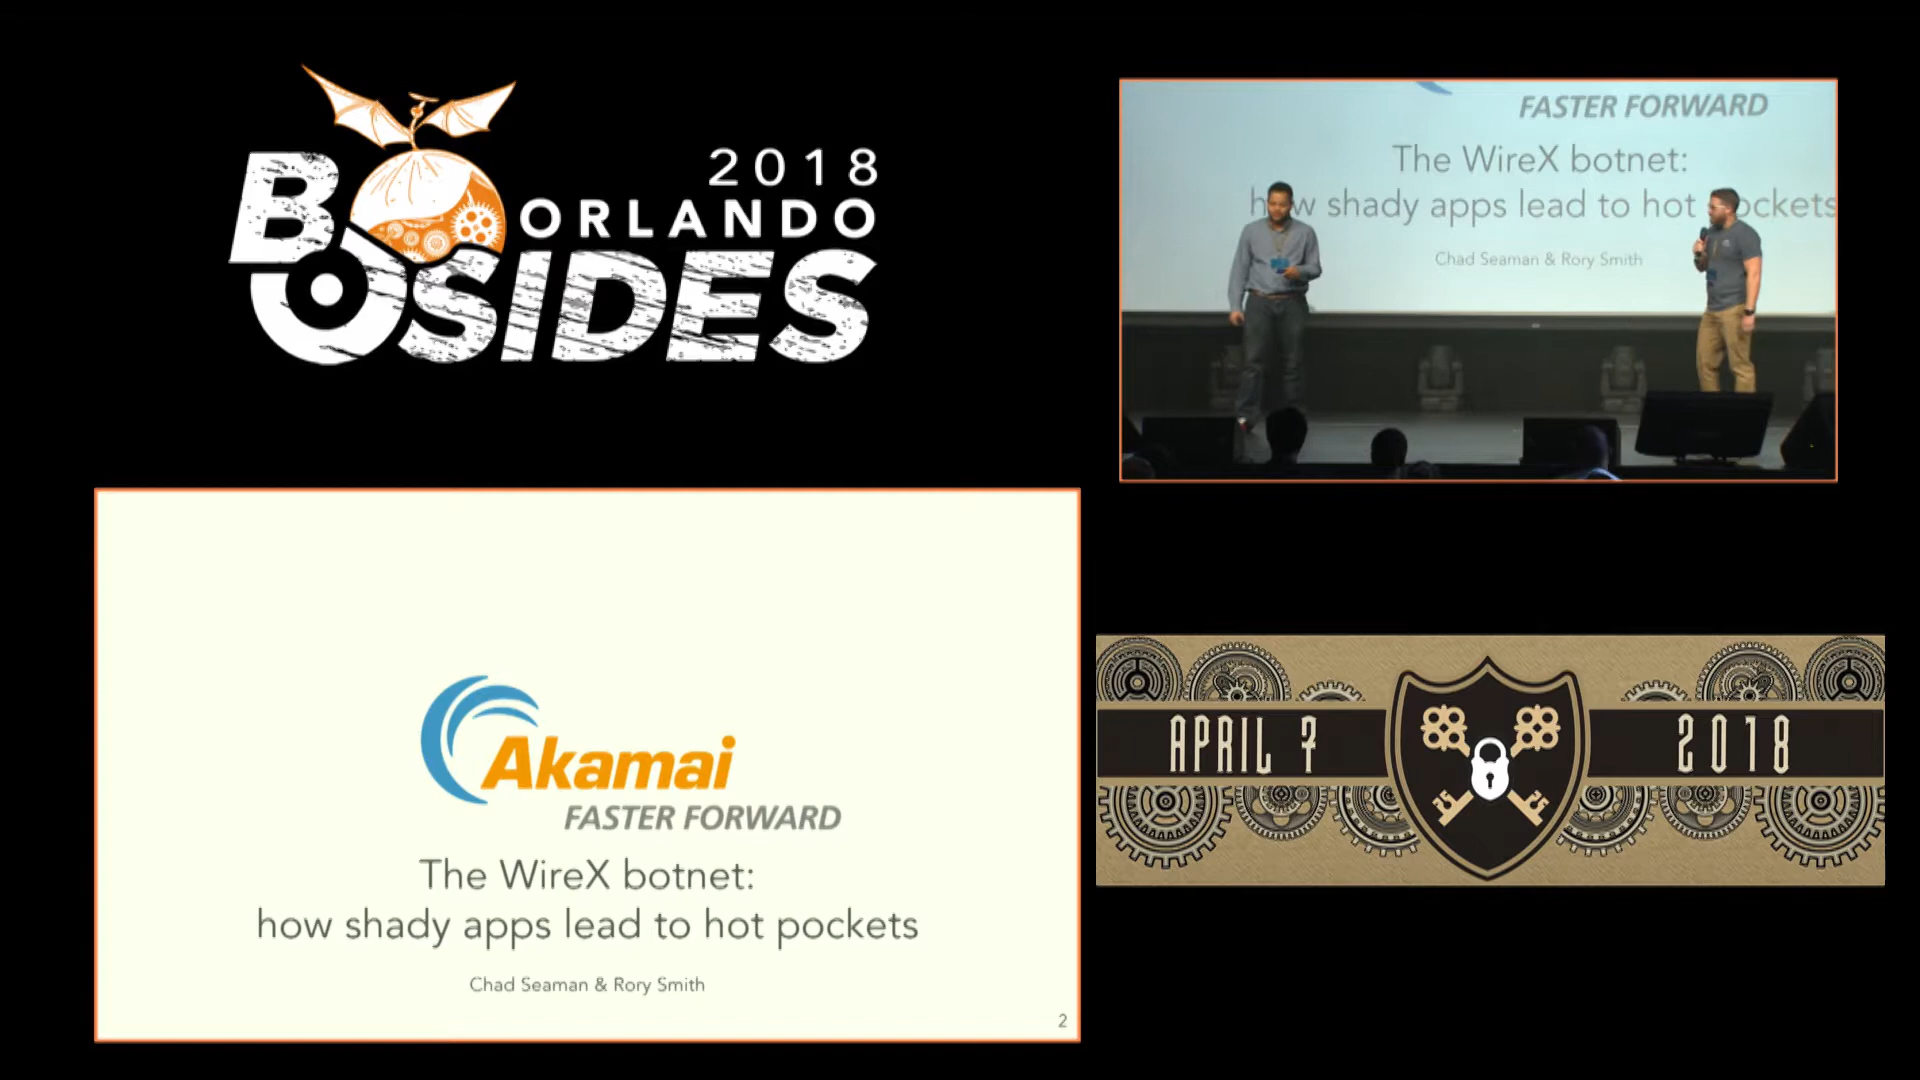 2018
ORLANDO
BSIDES
FASTER FORWARD
The WireX botnet:
how shady apps lead to hot pockets
Chad Seaman & Rory Smith
Akamai
FASTER FORWARD
The WireX botnet:
how shady apps lead to hot pockets
Chad Seaman & Rory Smith
2
APRIL 7
2018